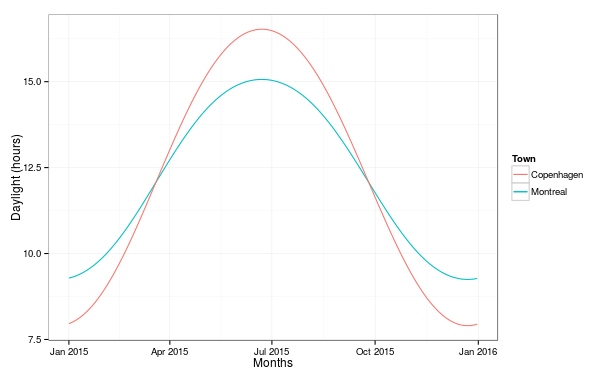 Daylight (hours)
15.0
12.5
10.0
7.5
Jan 2015
Apr 2015
Jul 2015
Oct 2015
Jan 2016
Months
Town
Copenhagen
Montreal